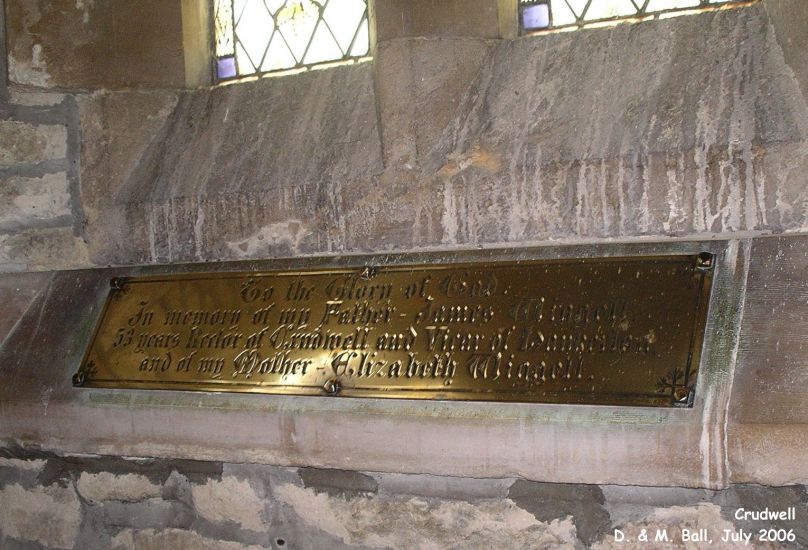 To the Glory of God.
In memory of my Father - James Wiggett
53 years Rector of Crudwell and Vicar of
and of my Mother - Elizabeth Wiggett.
Crudwell
D. & M. Ball, July 2006